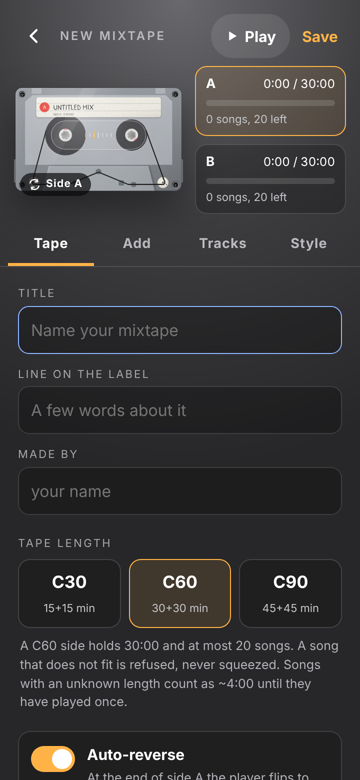 NEW MIXTAPE
Play
Save
A
UNTITLED MIX
Side A
A 0:00 / 30:00
0 songs, 20 left
B 0:00 / 30:00
0 songs, 20 left
Tape Add Tracks Style
TITLE
Name your mixtape
LINE ON THE LABEL
A few words about it
MADE BY
your name
TAPE LENGTH
C30 C60 C90
15+15 min 30+30 min 45+45 min
A C60 side holds 30:00 and at most 20 songs. A song
that does not fit is refused, never squeezed. Songs
with an unknown length count as ~4:00 until they
have played once.
Auto-reverse
At the end of side A the player flips to